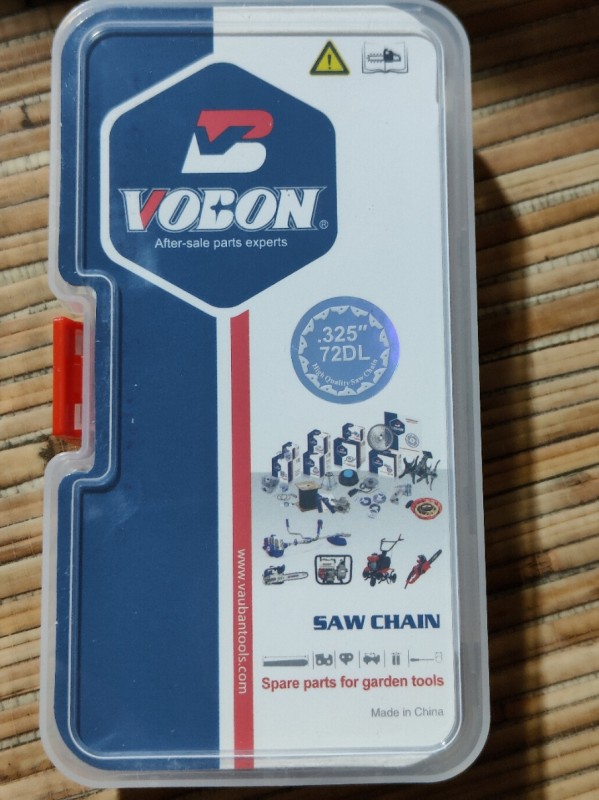 VOBON®
After-sale parts experts
.325"
72DL
High Quality Saw Chain
www.vaubantools.com
SAW CHAIN
Spare parts for garden tools
Made in China